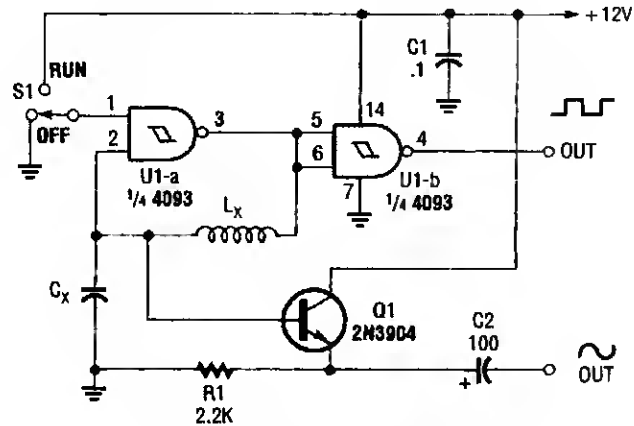 +12V
C1
.1
RUN
S1
OFF
1
2
3
U1-a
1/4 4093
5
6
14
4
7
U1-b
1/4 4093
OUT
Lx
Cx
Q1
2N3904
C2
100
+
OUT
R1
2.2K